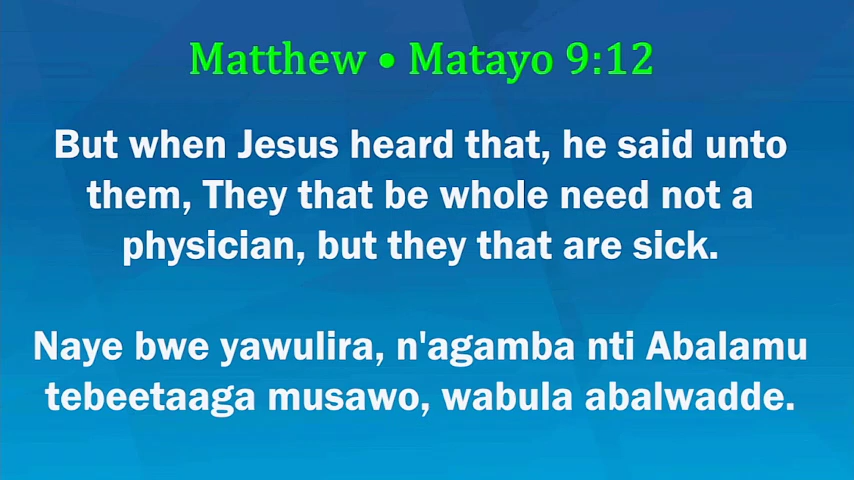 Matthew • Matayo 9:12
But when Jesus heard that, he said unto
them, They that be whole need not a
physician, but they that are sick.
Naye bwe yawulira, n'agamba nti Abalamu
tebeetaaga musawo, wabula abalwadde.